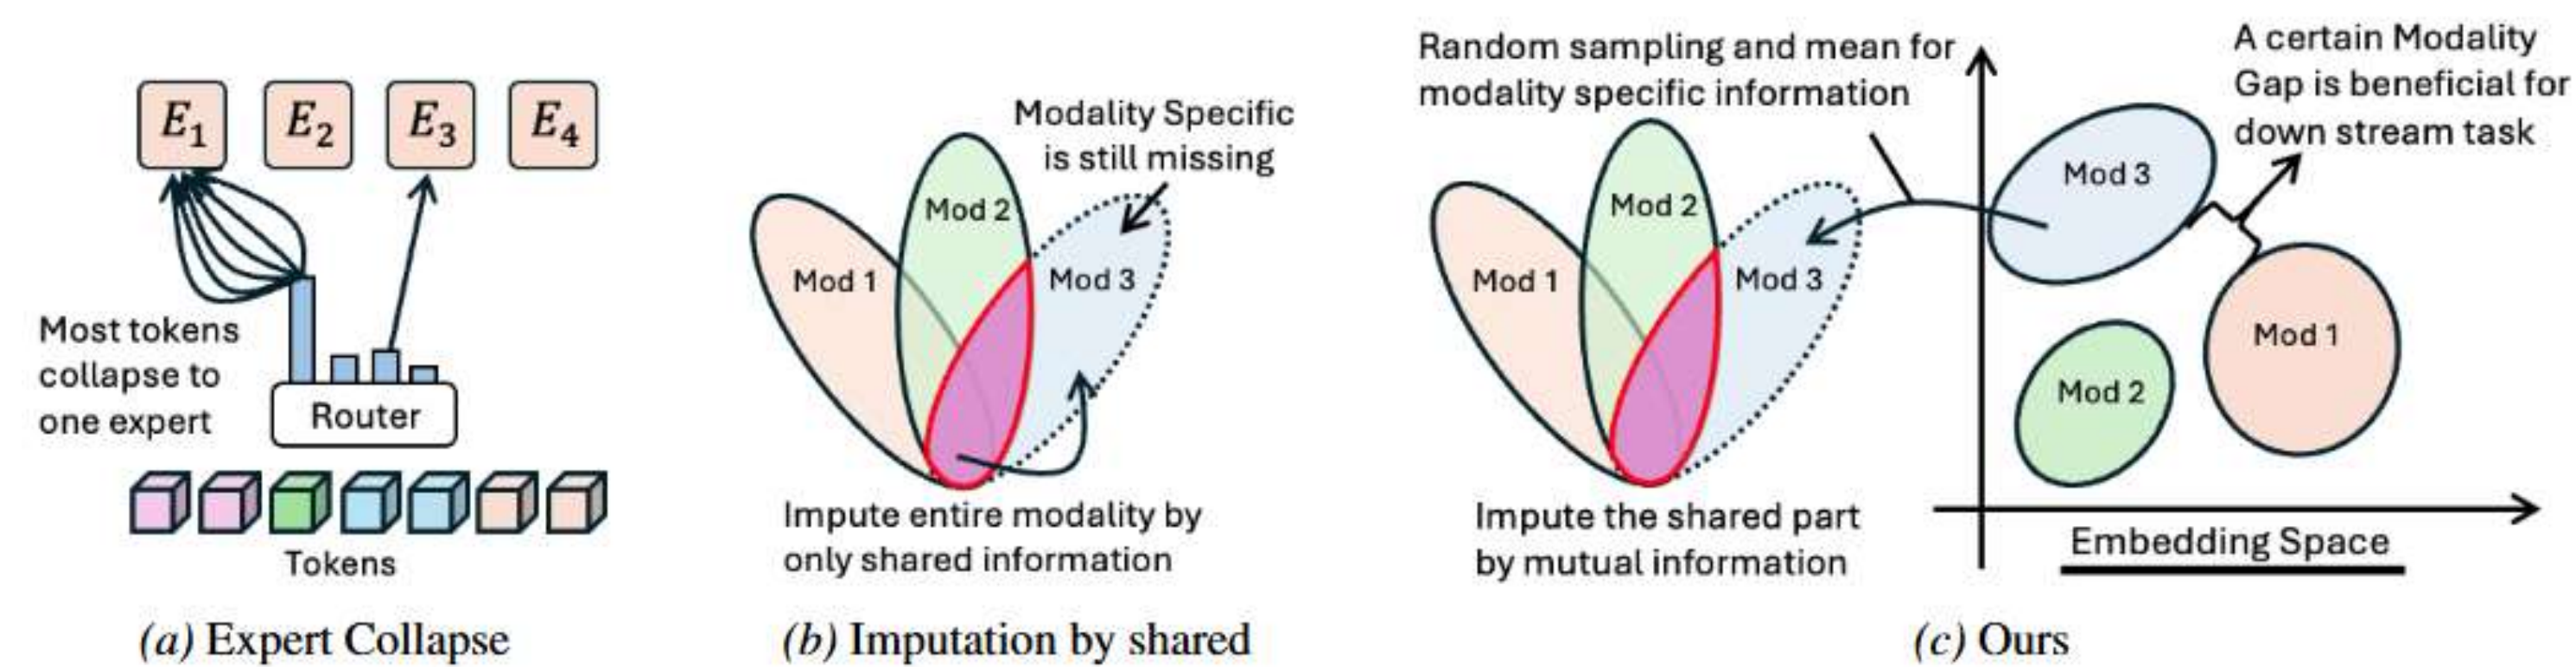 E1 E2 E3 E4
Most tokens
collapse to
one expert
Router
Tokens
(a) Expert Collapse
Modality Specific
is still missing
Mod 2
Mod 1
Mod 3
Impute entire modality by
only shared information
(b) Imputation by shared
Random sampling and mean for
modality specific information
Mod 2
Mod 1
Mod 3
Impute the shared part
by mutual information
A certain Modality
Gap is beneficial for
down stream task
Mod 3
Mod 1
Mod 2
Embedding Space
(c) Ours